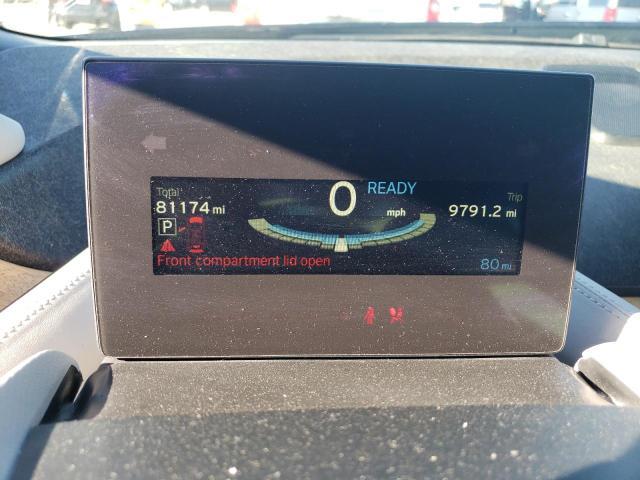 Total
81174 mi
0
READY
mph
Trip
9791.2 mi
P
Front compartment lid open
80 mi